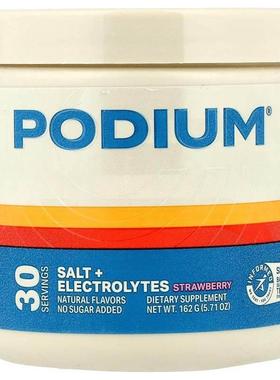 PODIUM®
30
SERVINGS
SALT +
ELECTROLYTES STRAWBERRY
NATURAL FLAVORS
NO SUGAR ADDED
DIETARY SUPPLEMENT
NET WT. 162 G (5.71 OZ)
INFORMED